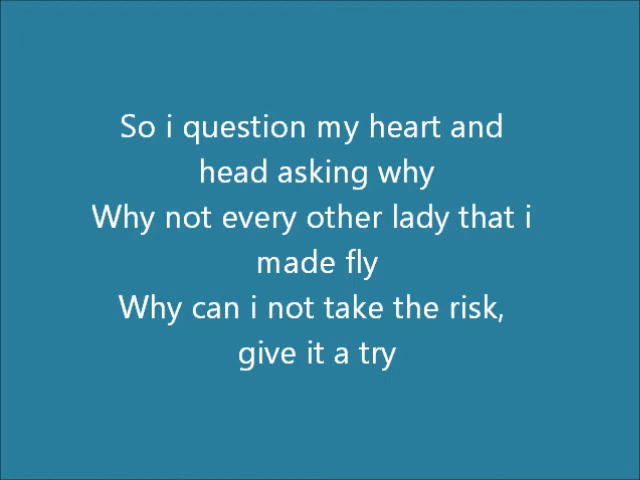 So i question my heart and
head asking why
Why not every other lady that i
made fly
Why can i not take the risk,
give it a try